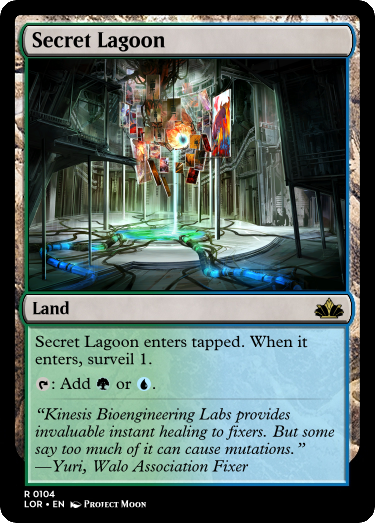 Secret Lagoon
Land
Secret Lagoon enters tapped. When it
enters, surveil 1.
: Add or .
“Kinesis Bioengineering Labs provides
invaluable instant healing to fixers. But some
say too much of it can cause mutations.”
—Yuri, Walo Association Fixer
R 0104
LOR • EN Protect Moon